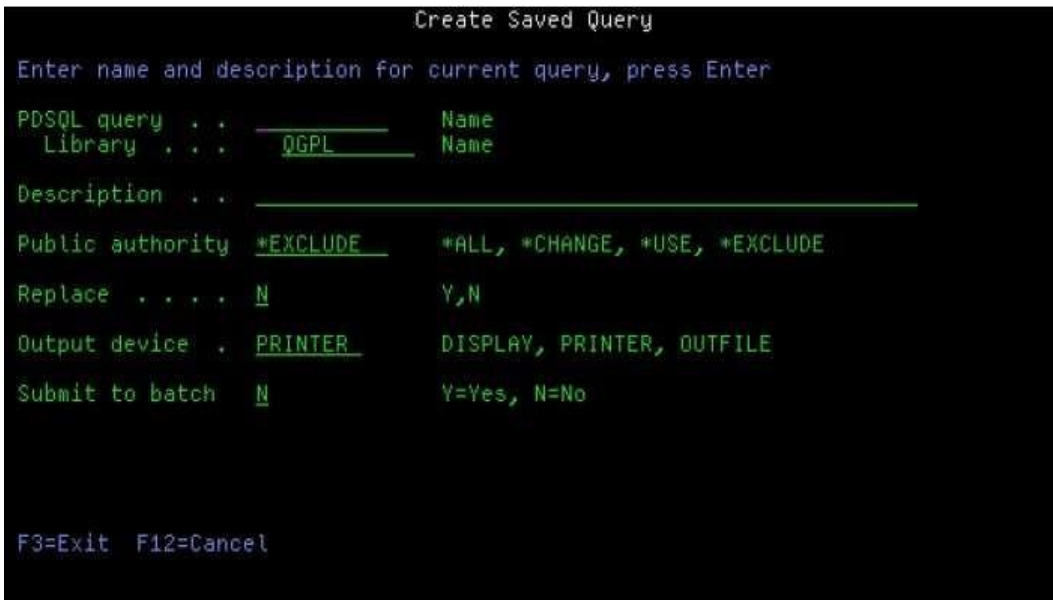 Create Saved Query
Enter name and description for current query, press Enter
PDSQL query . . Name
Library . . . QGPL Name
Description . .
Public authority *EXCLUDE *ALL, *CHANGE, *USE, *EXCLUDE
Replace . . . . N Y,N
Output device . PRINTER DISPLAY, PRINTER, OUTFILE
Submit to batch N Y=Yes, N=No
F3=Exit F12=Cancel